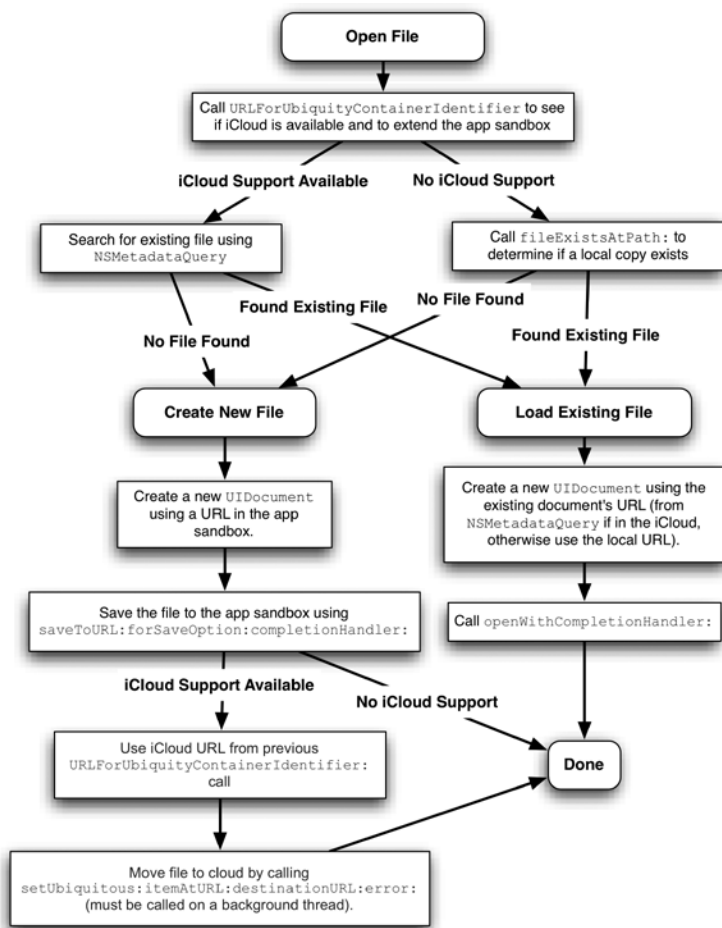 Open File
Call URLForUbiquityContainerIdentifier to see
if iCloud is available and to extend the app sandbox
iCloud Support Available
No iCloud Support
Search for existing file using
NSMetadataQuery
Call fileExistsAtPath: to
determine if a local copy exists
No File Found
Found Existing File
Found Existing File
No File Found
Create New File
Load Existing File
Create a new UIDocument
using a URL in the app
sandbox.
Create a new UIDocument using the
existing document's URL (from
NSMetadataQuery if in the iCloud,
otherwise use the local URL).
Save the file to the app sandbox using
saveToURL:forSaveOption:completionHandler:
Call openWithCompletionHandler:
iCloud Support Available
No iCloud Support
Use iCloud URL from previous
URLForUbiquityContainerIdentifier:
call
Done
Move file to cloud by calling
setUbiquitous:itemAtURL:destinationURL:error:
(must be called on a background thread).